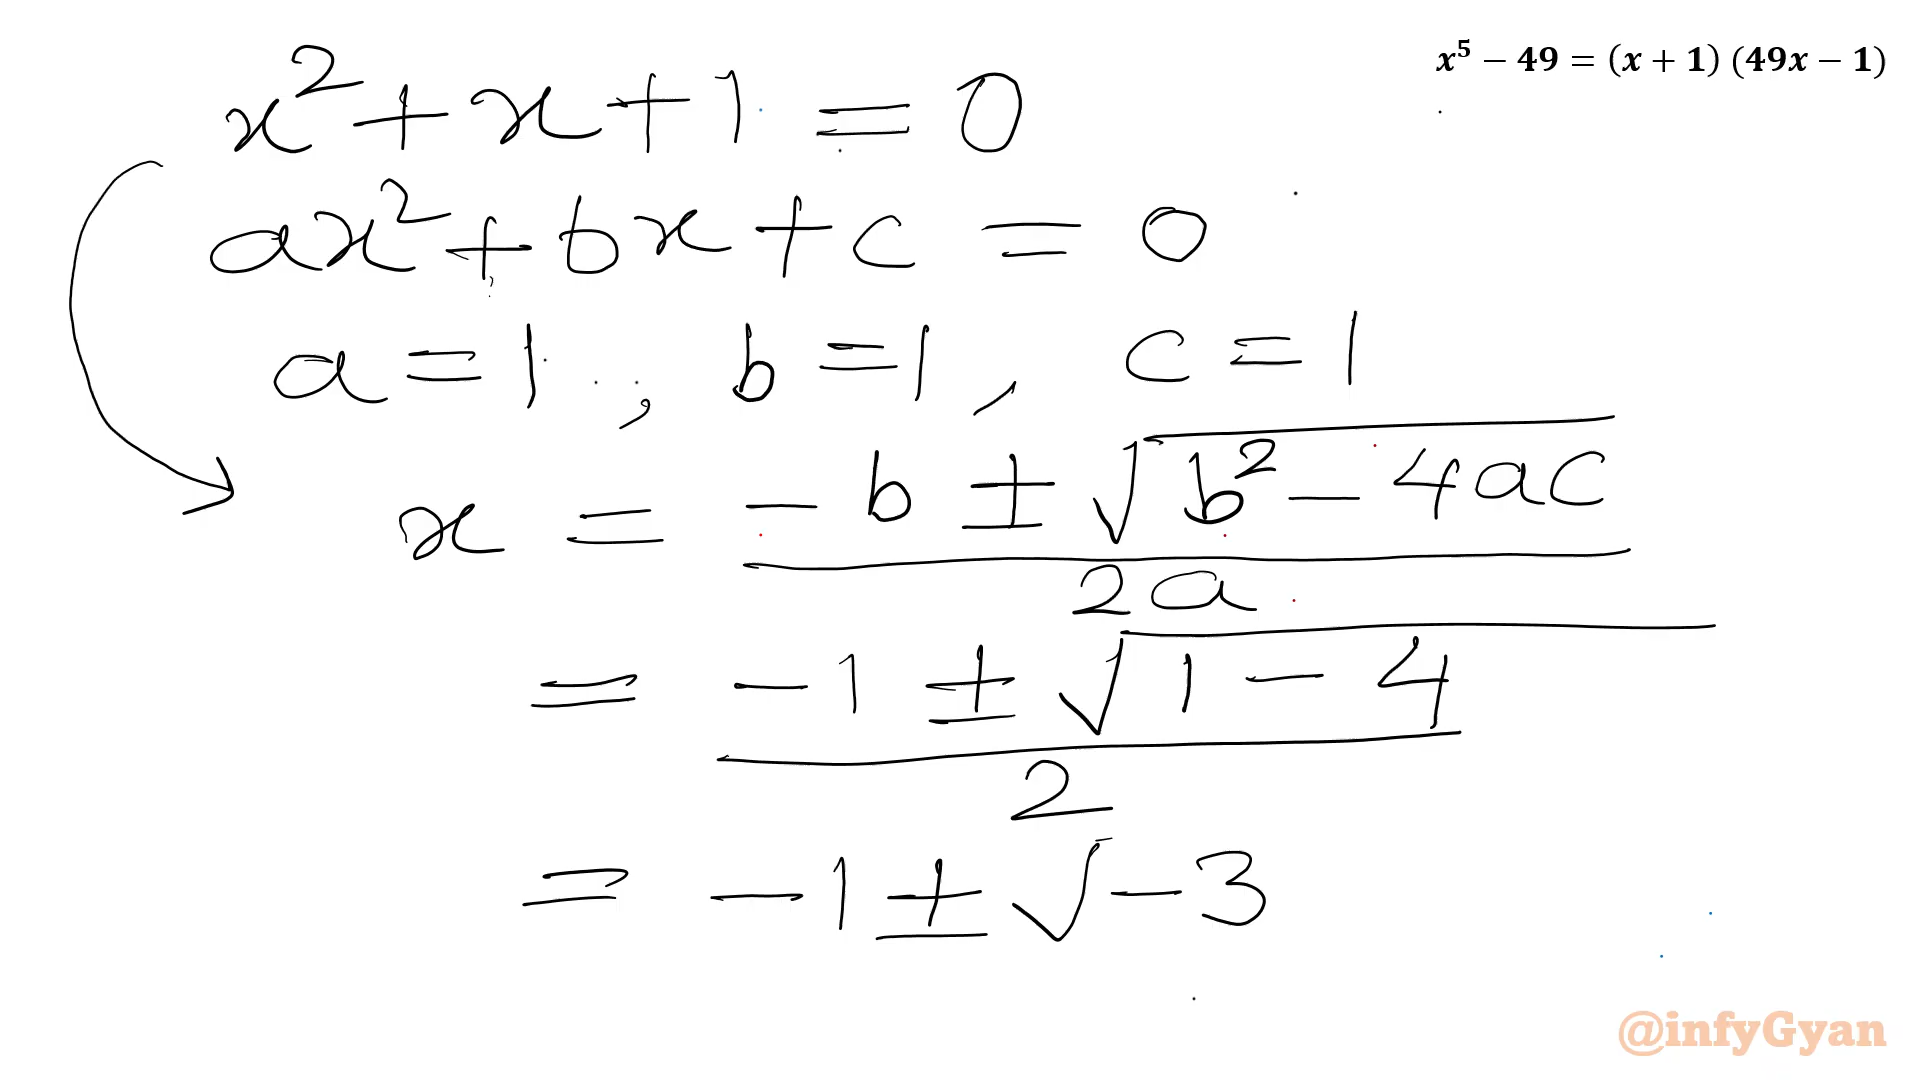 x⁵ − 49 = (x + 1) (49x − 1)
x² + x + 1 = 0
ax² + bx + c = 0
a = 1 , b = 1 , c = 1
x = (− b ± √(b² − 4ac)) / 2a
= (− 1 ± √(1 − 4)) / 2
= − 1 ± √−3
@infyGyan